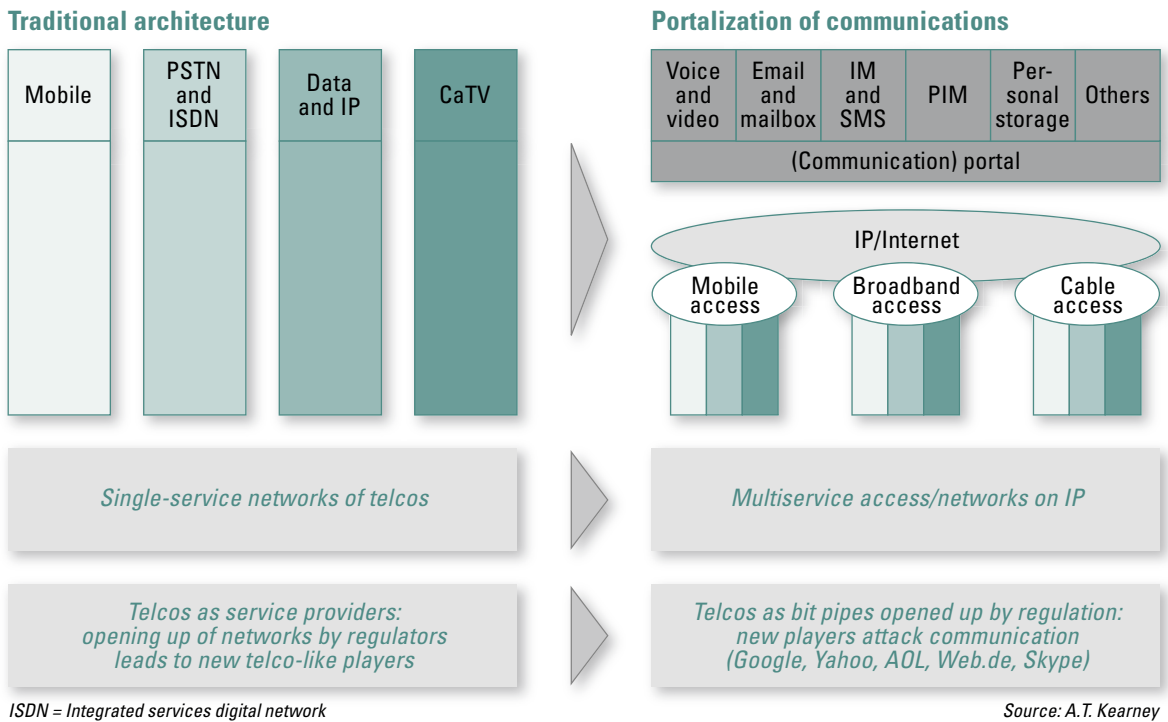 Traditional architecture
Mobile
PSTN
and
ISDN
Data
and IP
CaTV
Portalization of communications
Voice
and
video
Email
and
mailbox
IM
and
SMS
PIM
Per-
sonal
storage
Others
(Communication) portal
IP/Internet
Mobile
access
Broadband
access
Cable
access
Single-service networks of telcos
Multiservice access/networks on IP
Telcos as service providers:
opening up of networks by regulators
leads to new telco-like players
Telcos as bit pipes opened up by regulation:
new players attack communication
(Google, Yahoo, AOL, Web.de, Skype)
ISDN = Integrated services digital network
Source: A.T. Kearney